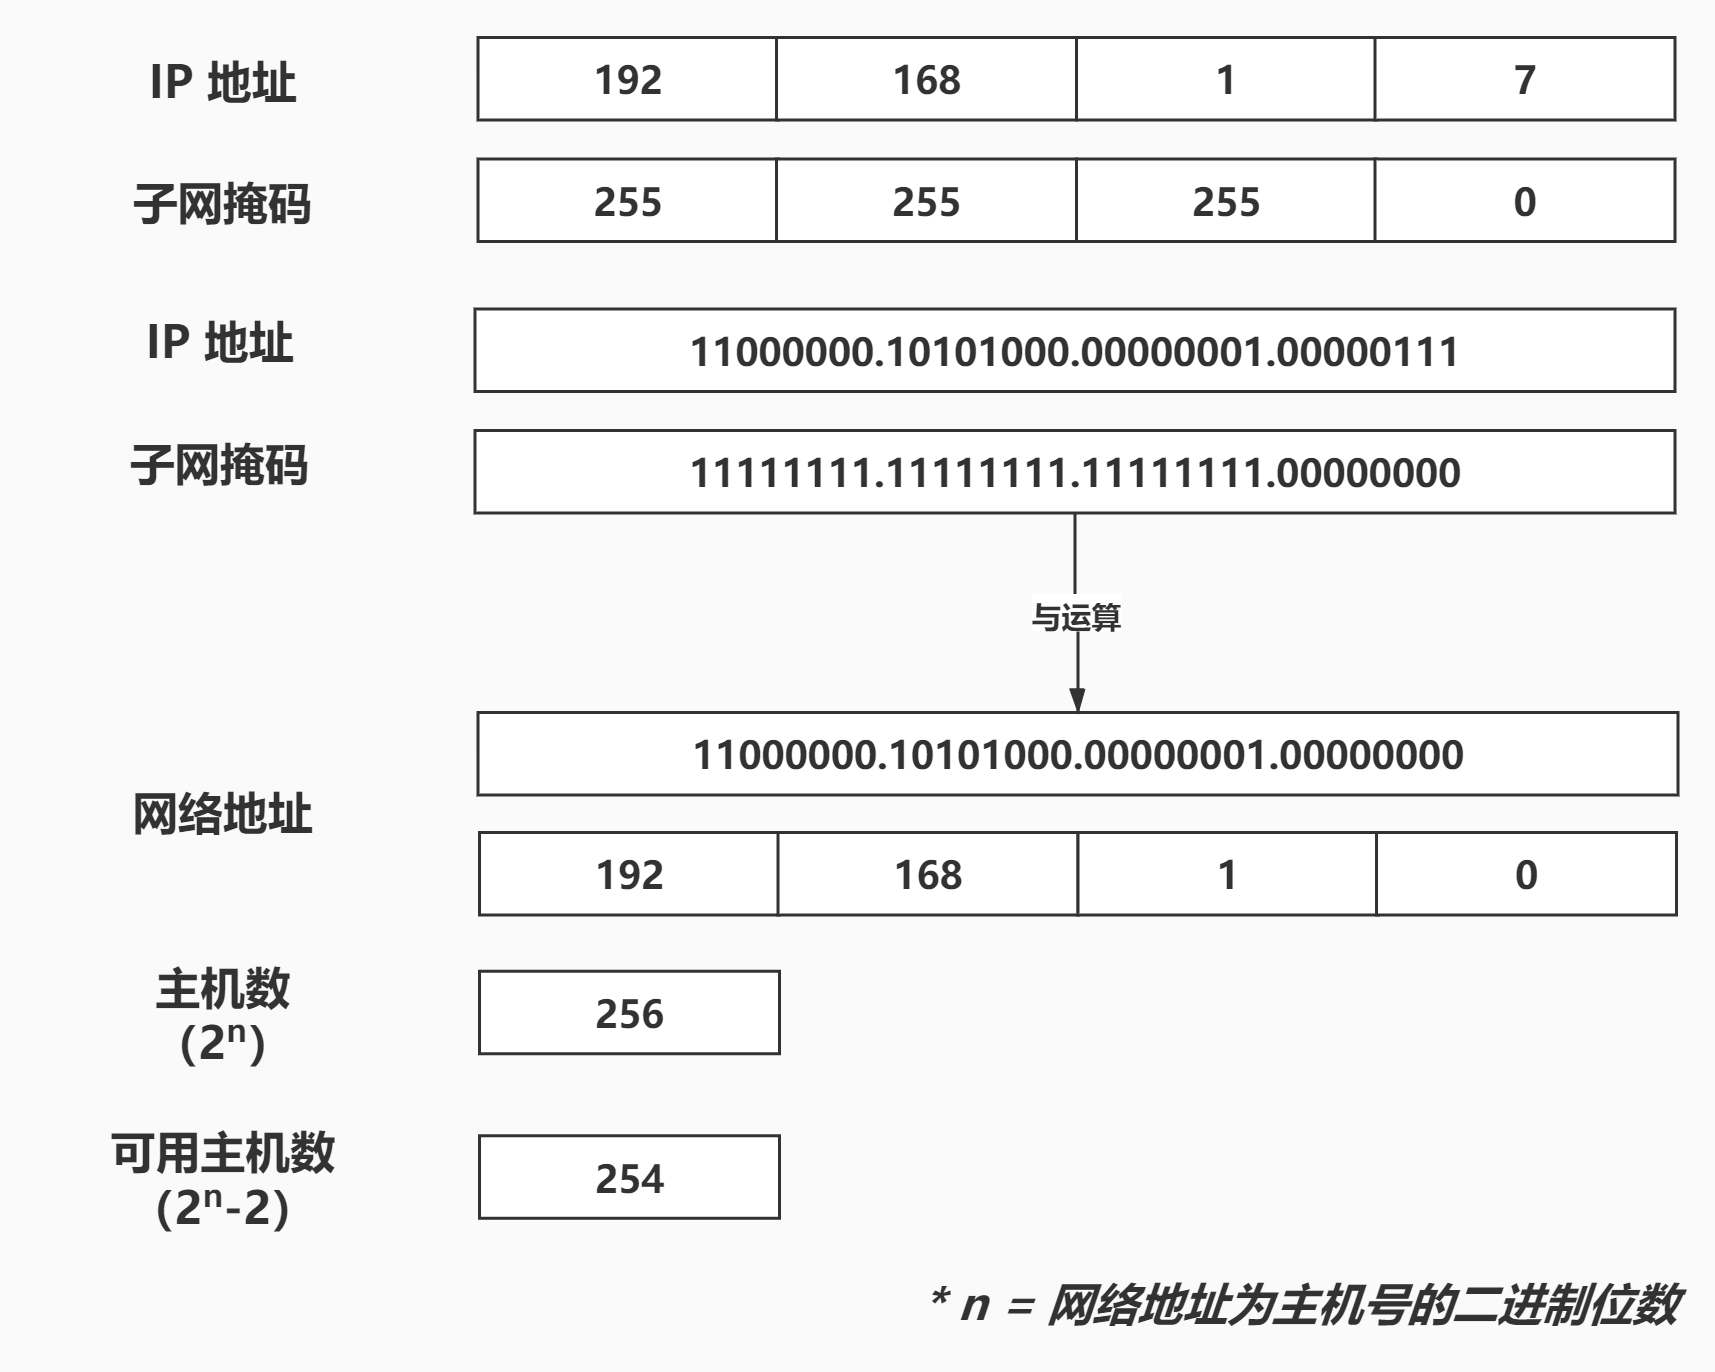 IP 地址 192 168 1 7
子网掩码 255 255 255 0
IP 地址 11000000.10101000.00000001.00000111
子网掩码 11111111.11111111.11111111.00000000
与运算
11000000.10101000.00000001.00000000
网络地址
192 168 1 0
主机数
(2ⁿ)
256
可用主机数
(2ⁿ-2)
254
* n = 网络地址为主机号的二进制位数